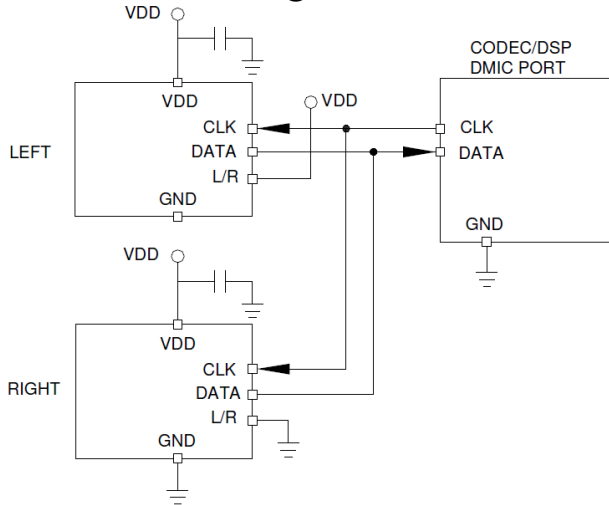 VDD
CODEC/DSP
DMIC PORT
VDD
VDD
CLK
CLK
LEFT
DATA
DATA
L/R
GND
GND
VDD
VDD
CLK
RIGHT
DATA
L/R
GND